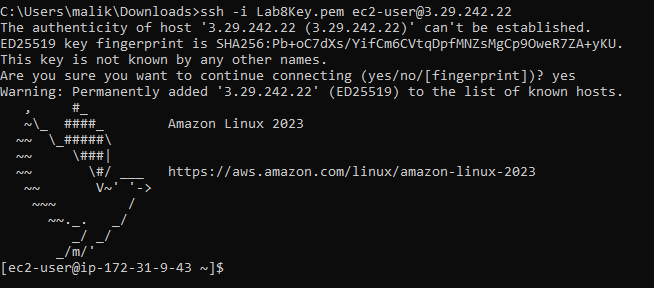 C:\Users\malik\Downloads>ssh -i Lab8Key.pem ec2-user@3.29.242.22
The authenticity of host '3.29.242.22 (3.29.242.22)' can't be established.
ED25519 key fingerprint is SHA256:Pb+oC7dXs/YifCm6CVtqDpfMNZsMgCp9OweR7ZA+yKU.
This key is not known by any other names.
Are you sure you want to continue connecting (yes/no/[fingerprint])? yes
Warning: Permanently added '3.29.242.22' (ED25519) to the list of known hosts.
   ,     #_
   ~\_  ####_        Amazon Linux 2023
  ~~  \_#####\
  ~~     \###|
  ~~       \#/ ___   https://aws.amazon.com/linux/amazon-linux-2023
   ~~       V~' '->
    ~~~         /
      ~~._.   _/
         _/ _/
       _/m/'
[ec2-user@ip-172-31-9-43 ~]$